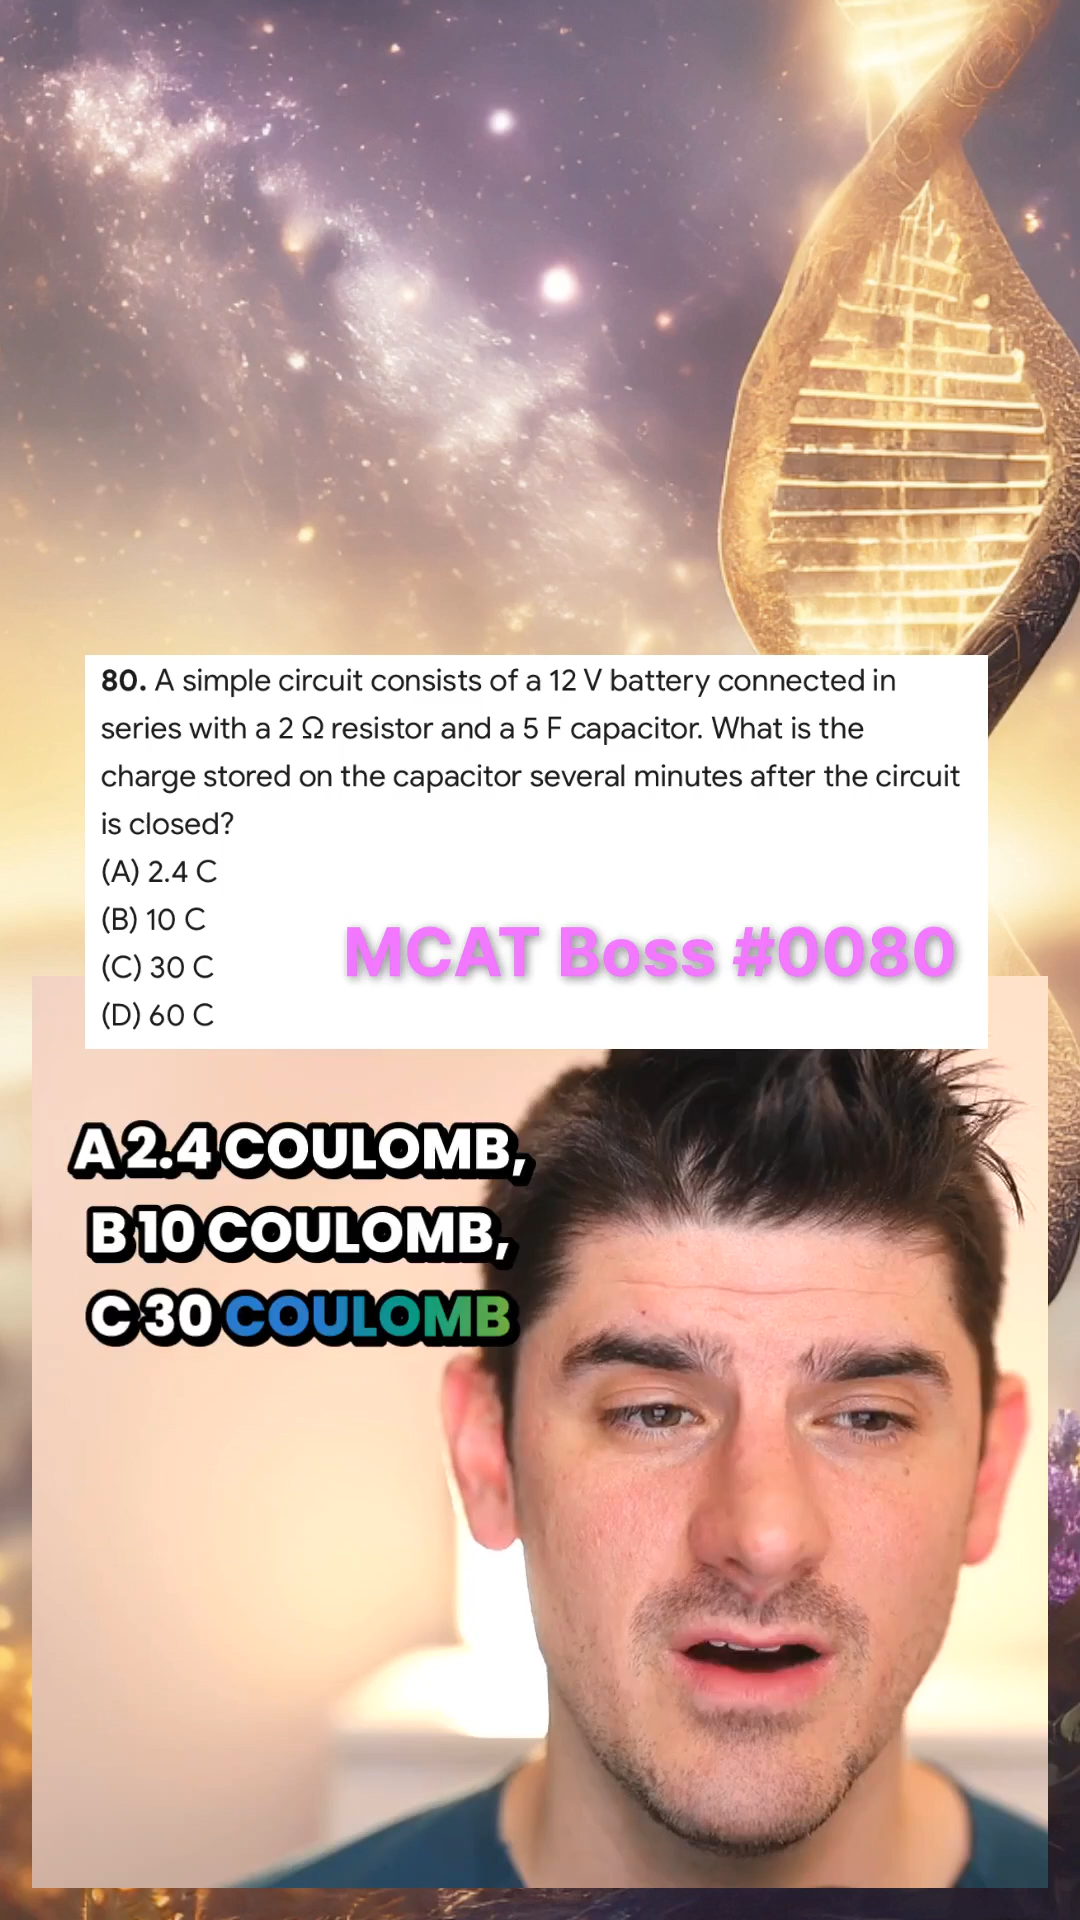 80. A simple circuit consists of a 12 V battery connected in
series with a 2 Ω resistor and a 5 F capacitor. What is the
charge stored on the capacitor several minutes after the circuit
is closed?
(A) 2.4 C
(B) 10 C
(C) 30 C
(D) 60 C
MCAT Boss #0080
A 2.4 COULOMB,
B 10 COULOMB,
C 30 COULOMB